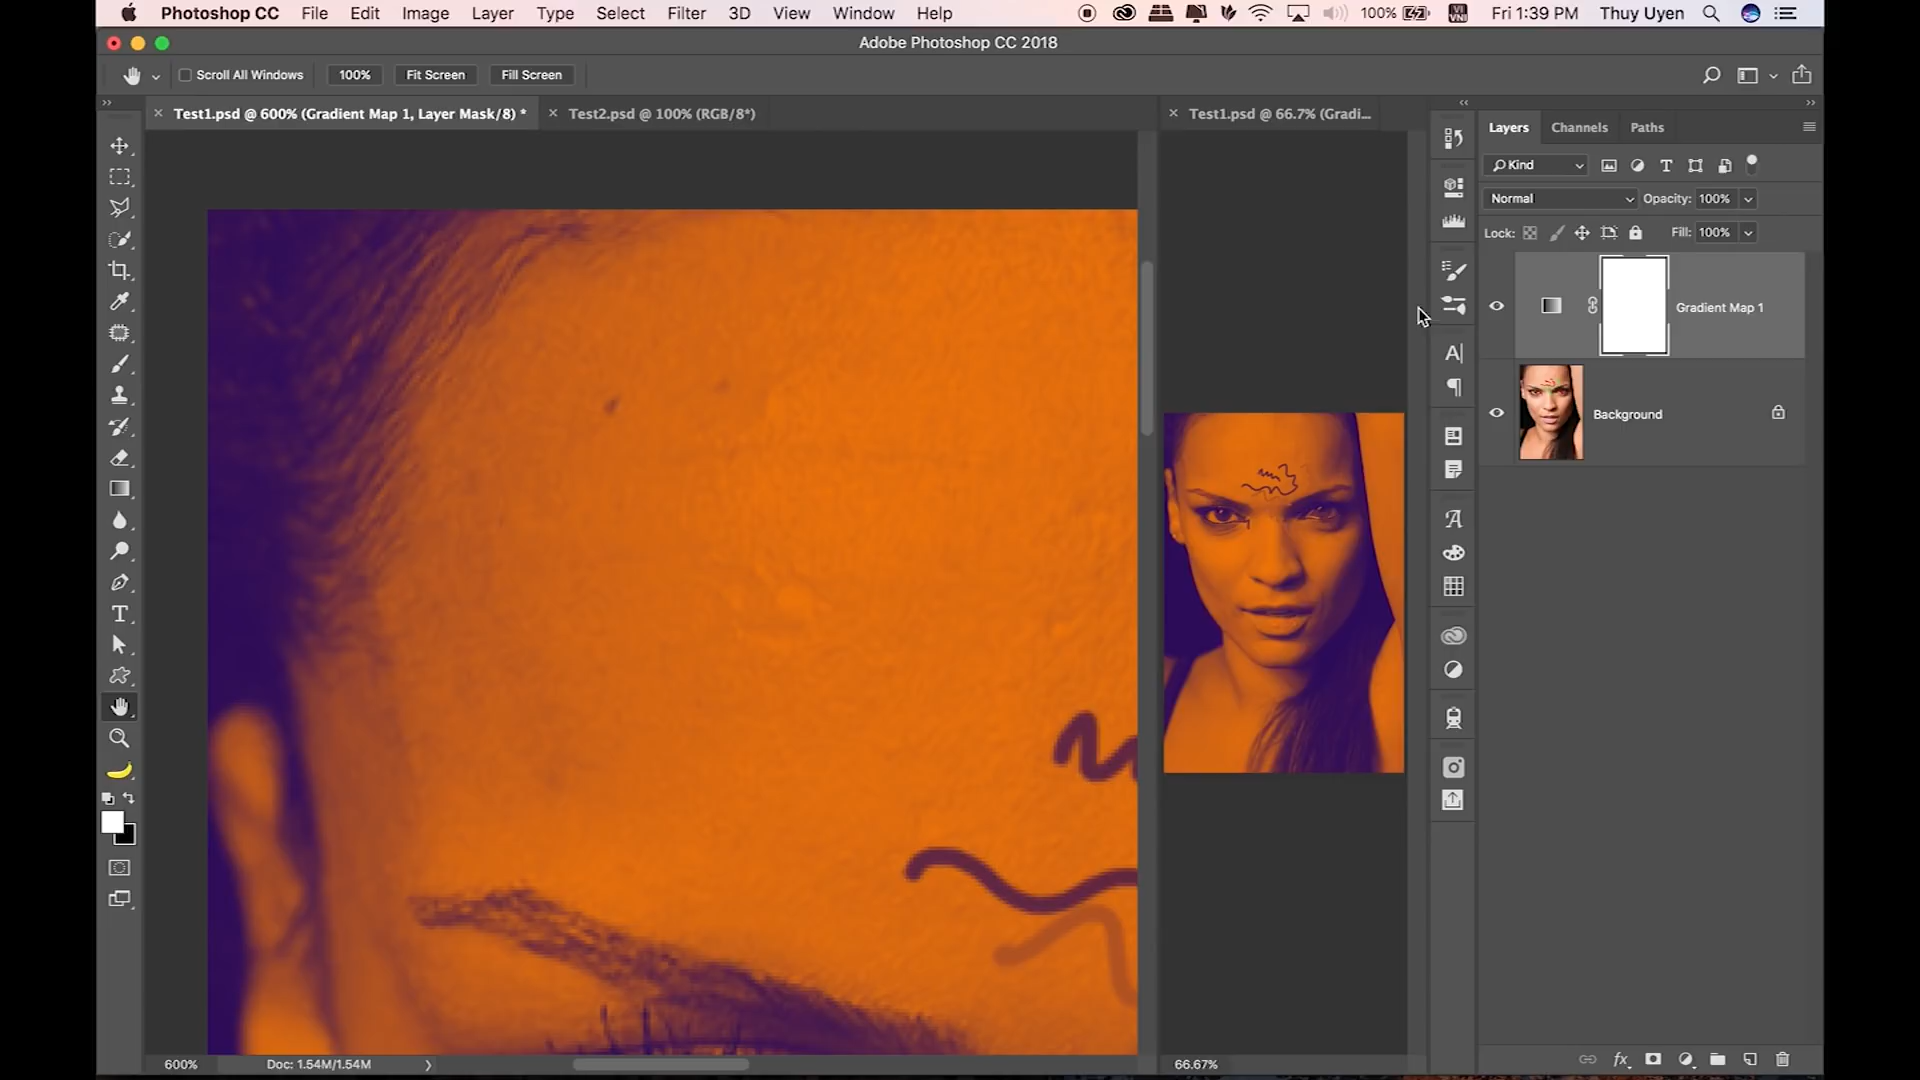 Photoshop CC File Edit Image Layer Type Select Filter 3D View Window Help 100% VI VNI Fri 1:39 PM Thuy Uyen
Adobe Photoshop CC 2018
Scroll All Windows 100% Fit Screen Fill Screen
Test1.psd @ 600% (Gradient Map 1, Layer Mask/8) * Test2.psd @ 100% (RGB/8*) Test1.psd @ 66.7% (Gradi...
Layers Channels Paths
Kind
Normal Opacity: 100%
Lock: Fill: 100%
Gradient Map 1
Background
600% Doc: 1.54M/1.54M 66.67%